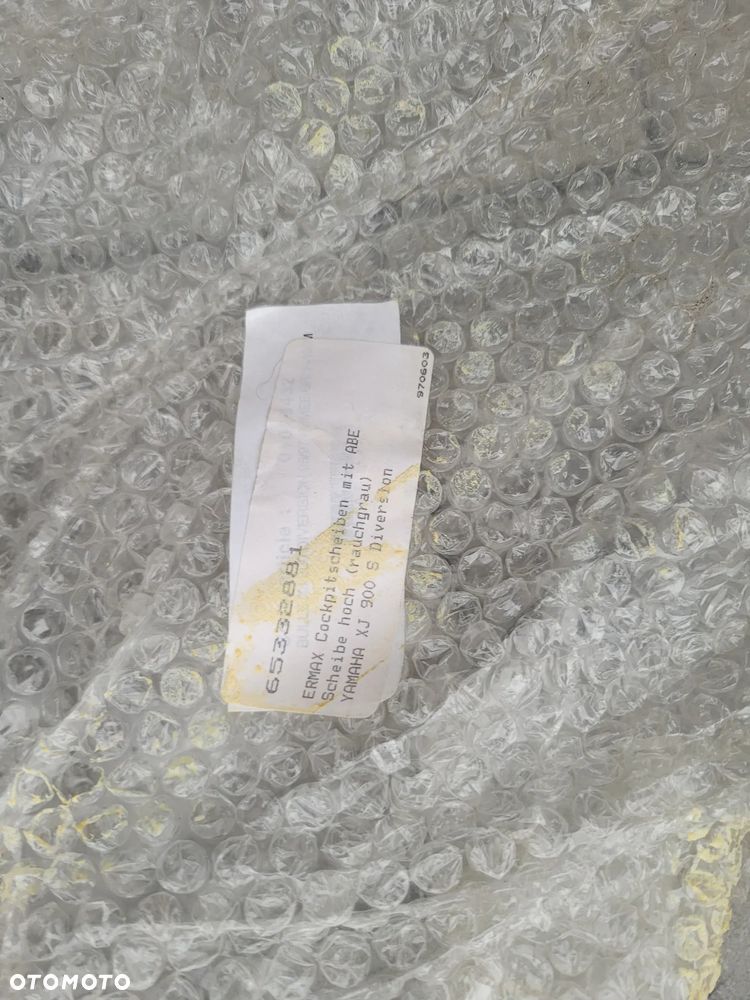 65332881
ERMAX Cockpitscheiben mit ABE
Scheibe hoch (rauchgrau)
YAMAHA XJ 900 S Diversion
970603
OTOMOTO